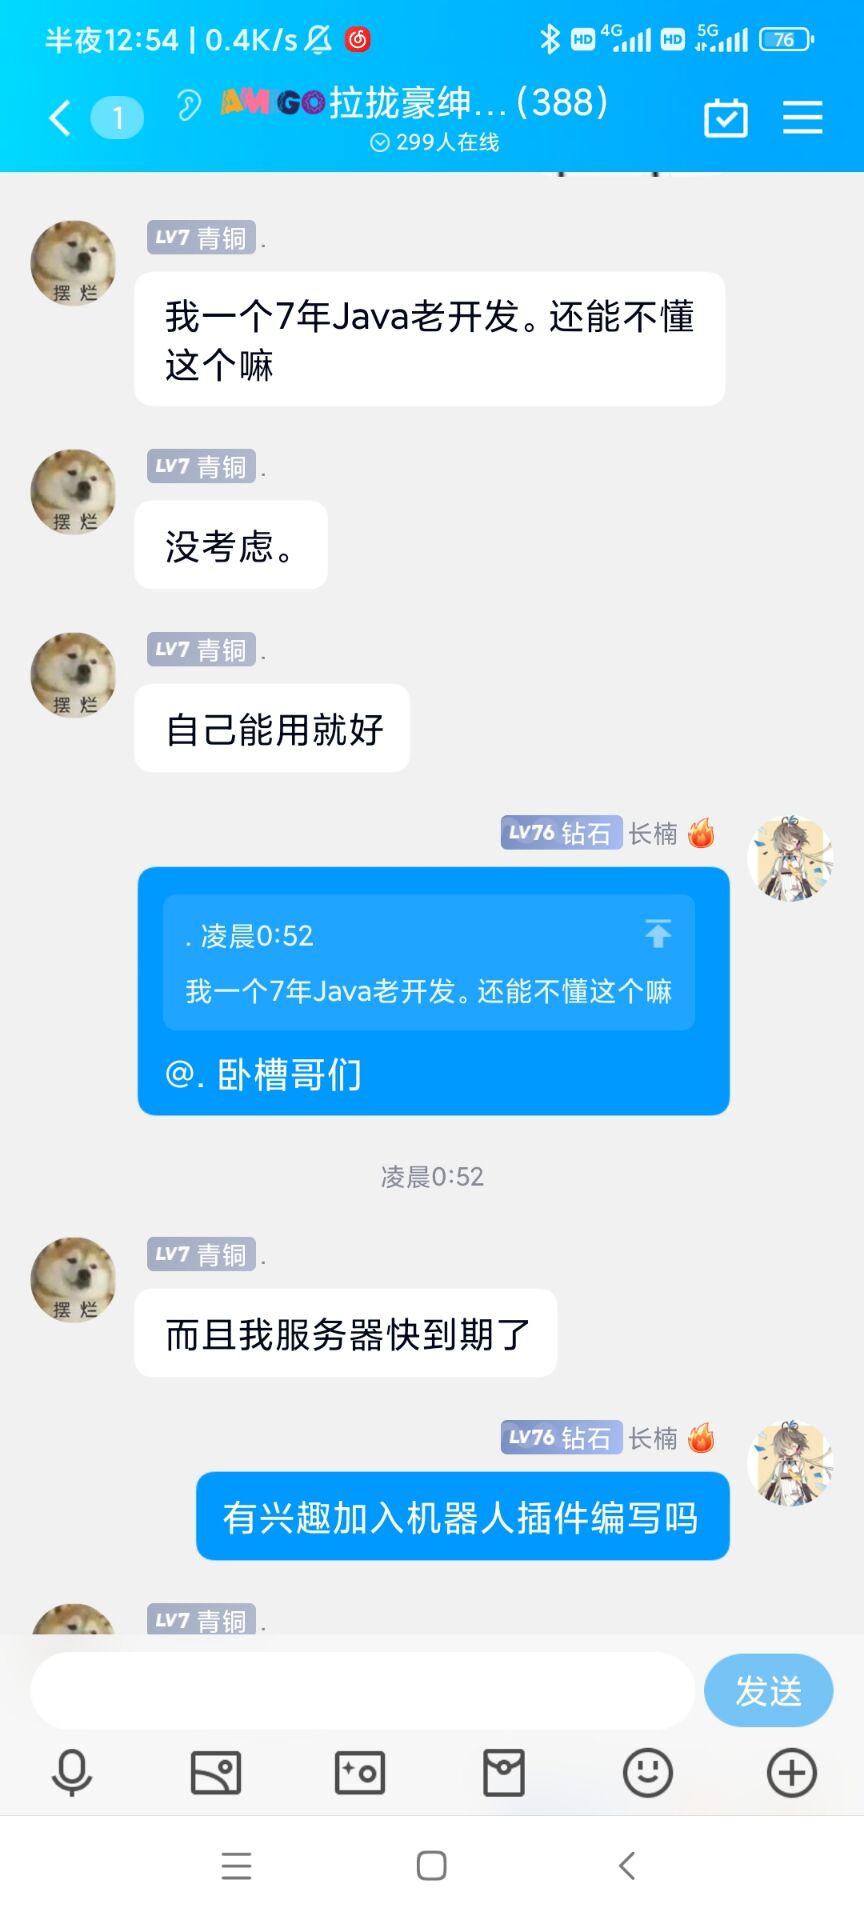 半夜12:54 | 0.4K/s
HD 4G HD 5G 76
1
AMIGO拉拢豪绅...(388)
299人在线
LV7 青铜 .
摆 烂
我一个7年Java老开发。还能不懂
这个嘛
LV7 青铜 .
摆 烂
没考虑。
LV7 青铜 .
摆 烂
自己能用就好
LV76 钻石 长楠
. 凌晨0:52
我一个7年Java老开发。还能不懂这个嘛
@. 卧槽哥们
凌晨0:52
LV7 青铜 .
摆 烂
而且我服务器快到期了
LV76 钻石 长楠
有兴趣加入机器人插件编写吗
LV7 青铜 .
发送